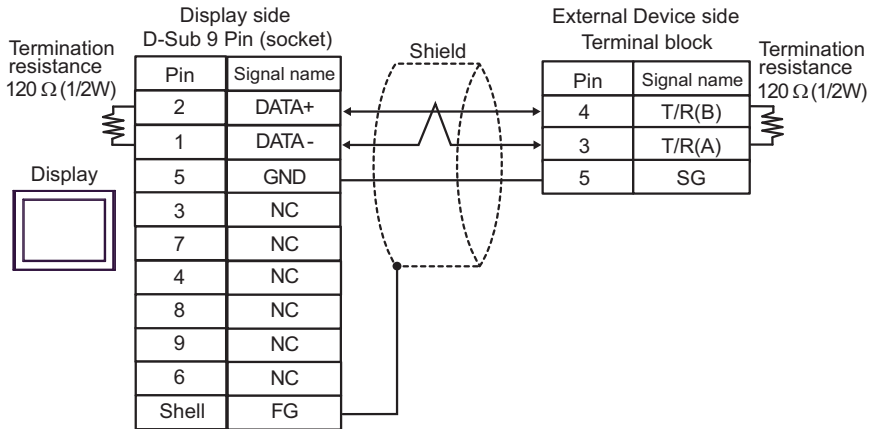 Display side
D-Sub 9 Pin (socket)
Termination
resistance
120 Ω (1/2W)
Pin Signal name
2 DATA+
1 DATA-
5 GND
3 NC
7 NC
4 NC
8 NC
9 NC
6 NC
Shell FG
Display
Shield
External Device side
Terminal block
Pin Signal name
4 T/R(B)
3 T/R(A)
5 SG
Termination
resistance
120 Ω (1/2W)